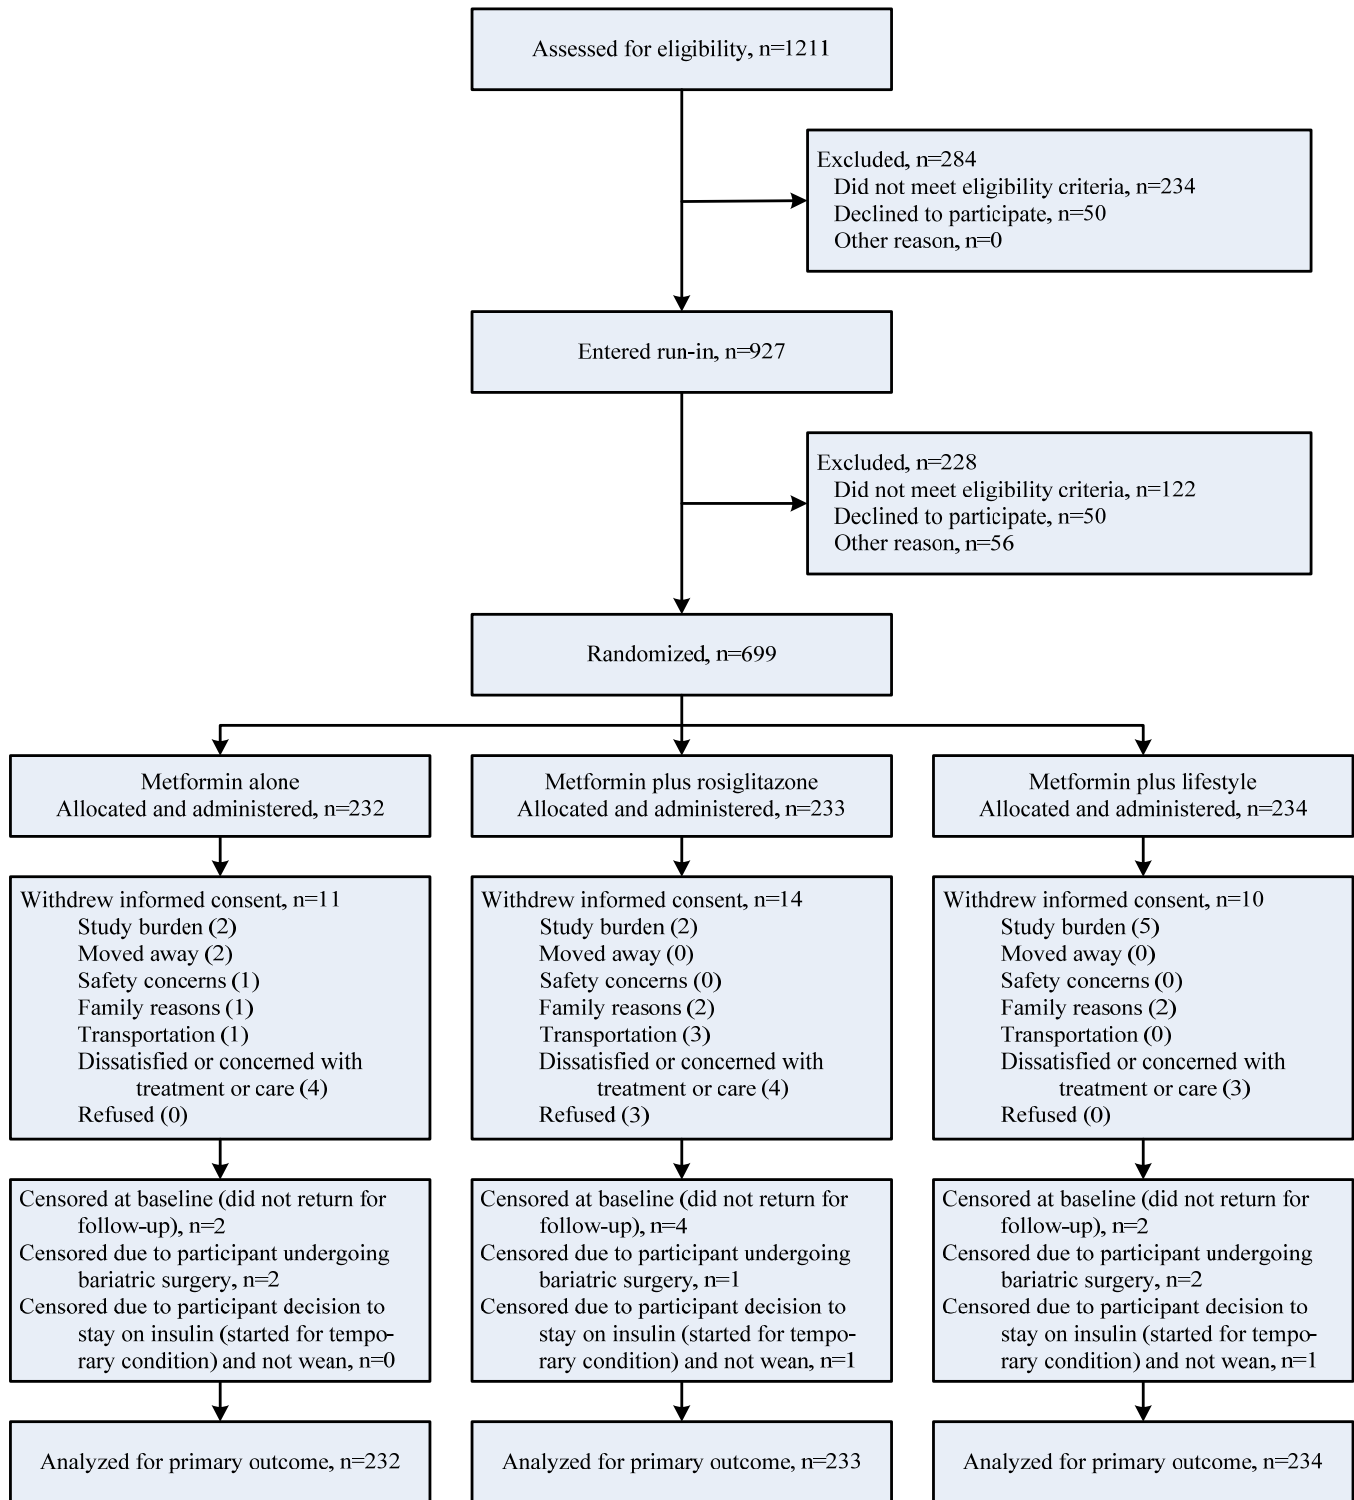 Assessed for eligibility, n=1211
Excluded, n=284
Did not meet eligibility criteria, n=234
Declined to participate, n=50
Other reason, n=0
Entered run-in, n=927
Excluded, n=228
Did not meet eligibility criteria, n=122
Declined to participate, n=50
Other reason, n=56
Randomized, n=699
Metformin alone
Allocated and administered, n=232
Metformin plus rosiglitazone
Allocated and administered, n=233
Metformin plus lifestyle
Allocated and administered, n=234
Withdrew informed consent, n=11
Study burden (2)
Moved away (2)
Safety concerns (1)
Family reasons (1)
Transportation (1)
Dissatisfied or concerned with
treatment or care (4)
Refused (0)
Withdrew informed consent, n=14
Study burden (2)
Moved away (0)
Safety concerns (0)
Family reasons (2)
Transportation (3)
Dissatisfied or concerned with
treatment or care (4)
Refused (3)
Withdrew informed consent, n=10
Study burden (5)
Moved away (0)
Safety concerns (0)
Family reasons (2)
Transportation (0)
Dissatisfied or concerned with
treatment or care (3)
Refused (0)
Censored at baseline (did not return for
follow-up), n=2
Censored due to participant undergoing
bariatric surgery, n=2
Censored due to participant decision to
stay on insulin (started for tempo-
rary condition) and not wean, n=0
Censored at baseline (did not return for
follow-up), n=4
Censored due to participant undergoing
bariatric surgery, n=1
Censored due to participant decision to
stay on insulin (started for tempo-
rary condition) and not wean, n=1
Censored at baseline (did not return for
follow-up), n=2
Censored due to participant undergoing
bariatric surgery, n=2
Censored due to participant decision to
stay on insulin (started for tempo-
rary condition) and not wean, n=1
Analyzed for primary outcome, n=232
Analyzed for primary outcome, n=233
Analyzed for primary outcome, n=234